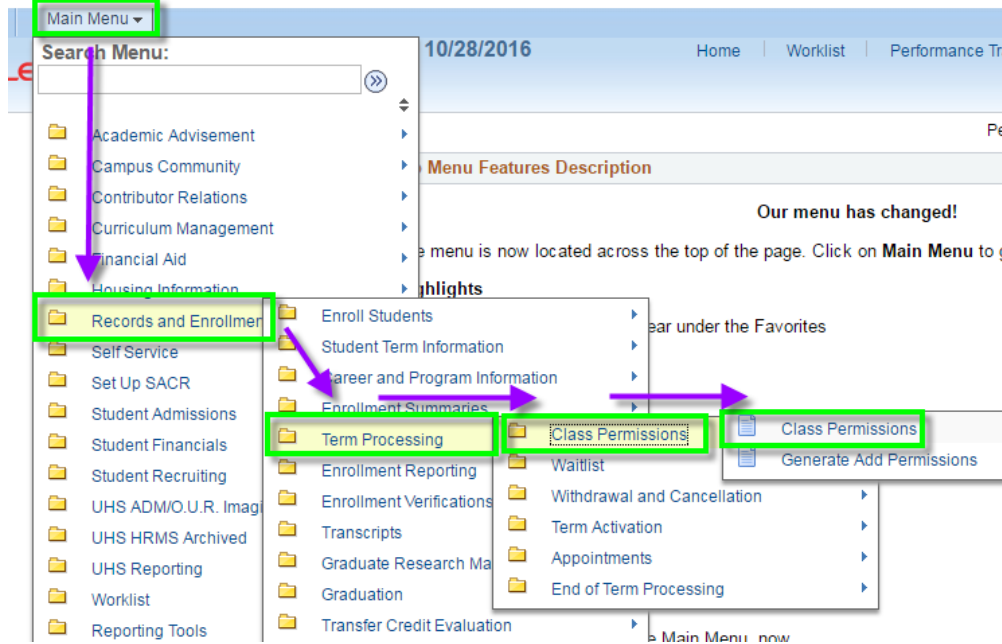 Main Menu
Search Menu:
10/28/2016
Home
Worklist
Performance
Academic Advisement
Campus Community
Menu Features Description
Contributor Relations
Our menu has changed!
Curriculum Management
menu is now located across the top of the page. Click on Main Menu to
Financial Aid
Housing Information
Records and
Enroll Students
ear under the Favorites
Self Service
Student Term Information
Set Up SACR
Career and Program Information
Student Admissions
Enrollment Summaries
Student Financials
Term Processing
Class Permissions
Class Permissions
Student Recruiting
Enrollment Reporting
Waitlist
Generate Add Permissions
UHS ADM/O.U.R.
Enrollment Verifications
Withdrawal and Cancellation
UHS HRMS Archived
Transcripts
Term Activation
UHS Reporting
Graduate Research
Appointments
Worklist
Graduation
End of Term Processing
Reporting Tools
Transfer Credit Evaluation
Main Menu, now